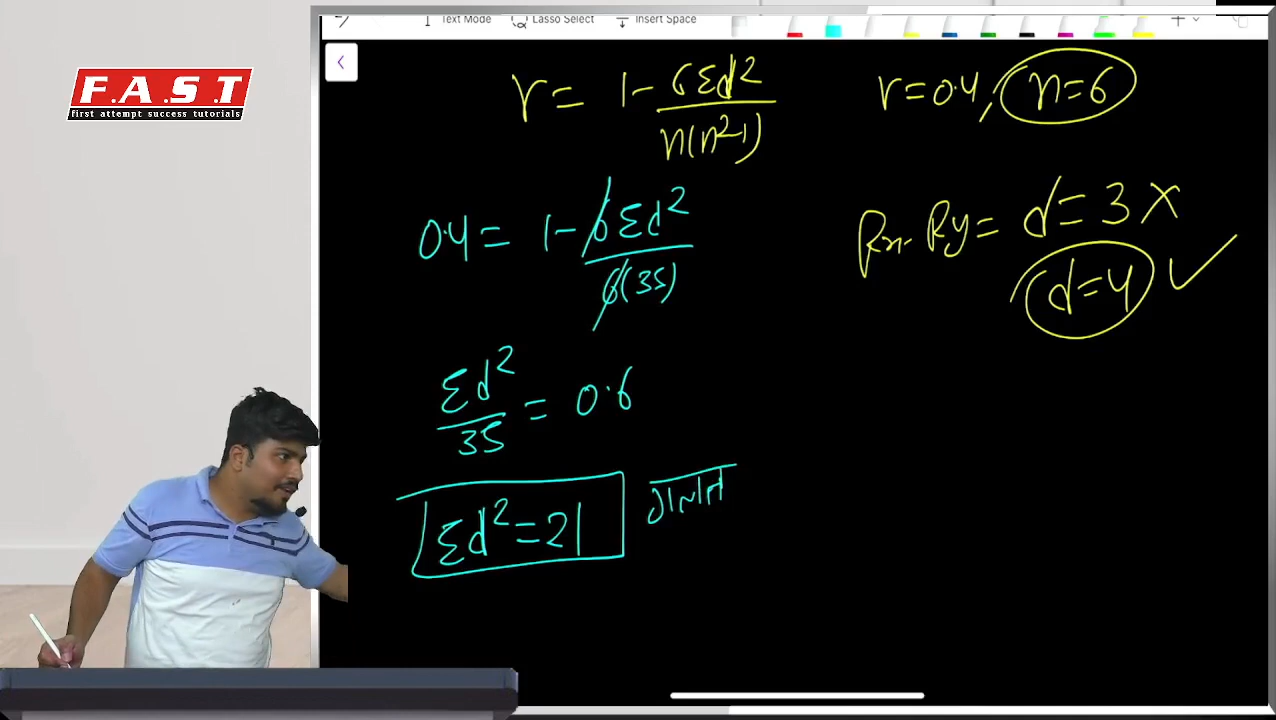 F.A.S.T
first attempt success tutorials
Text Mode
Lasso Select
Insert Space
r = 1 - 6Σd² / n(n²-1)
r = 0.4, n = 6
0.4 = 1 - 6Σd² / 6(35)
Rx - Ry = d = 3 ×
d = 4 ✓
Σd² / 35 = 0.6
Σd² = 21
गलत